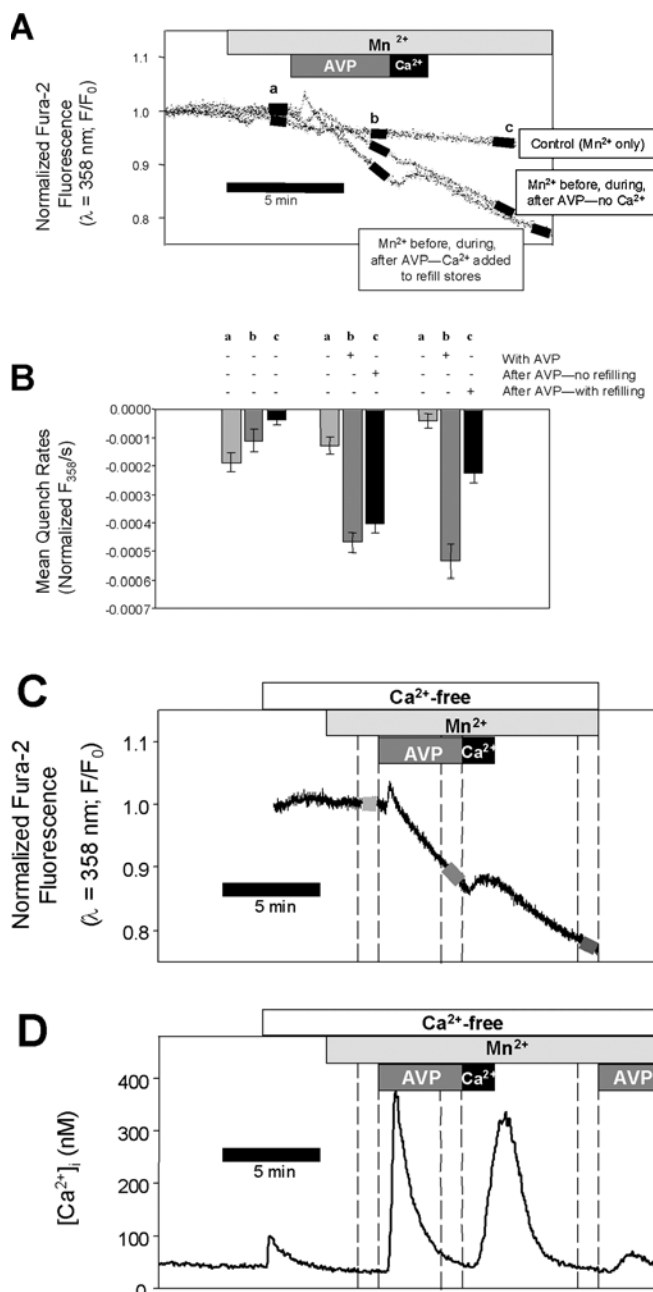 A
Normalized Fura-2
Fluorescence
(λ = 358 nm; F/F₀)
1.1
1.0
0.9
0.8
Mn ²⁺
AVP
Ca²⁺
a
b
c
5 min
Control (Mn²⁺ only)
Mn²⁺ before, during,
after AVP—no Ca²⁺
Mn²⁺ before, during,
after AVP—Ca²⁺ added
to refill stores
B
a b c a b c a b c
- - - - + - - + - With AVP
- - - - - + - - - After AVP—no refilling
- - - - - - - - + After AVP—with refilling
Mean Quench Rates
(Normalized F₃₅₈/s)
0.0000
-0.0001
-0.0002
-0.0003
-0.0004
-0.0005
-0.0006
-0.0007
C
Ca²⁺-free
Mn²⁺
AVP
Ca²⁺
Normalized Fura-2
Fluorescence
(λ = 358 nm; F/F₀)
1.1
1.0
0.9
0.8
5 min
D
Ca²⁺-free
Mn²⁺
AVP
Ca²⁺
AVP
[Ca²⁺]ᵢ (nM)
400
300
200
100
0
5 min